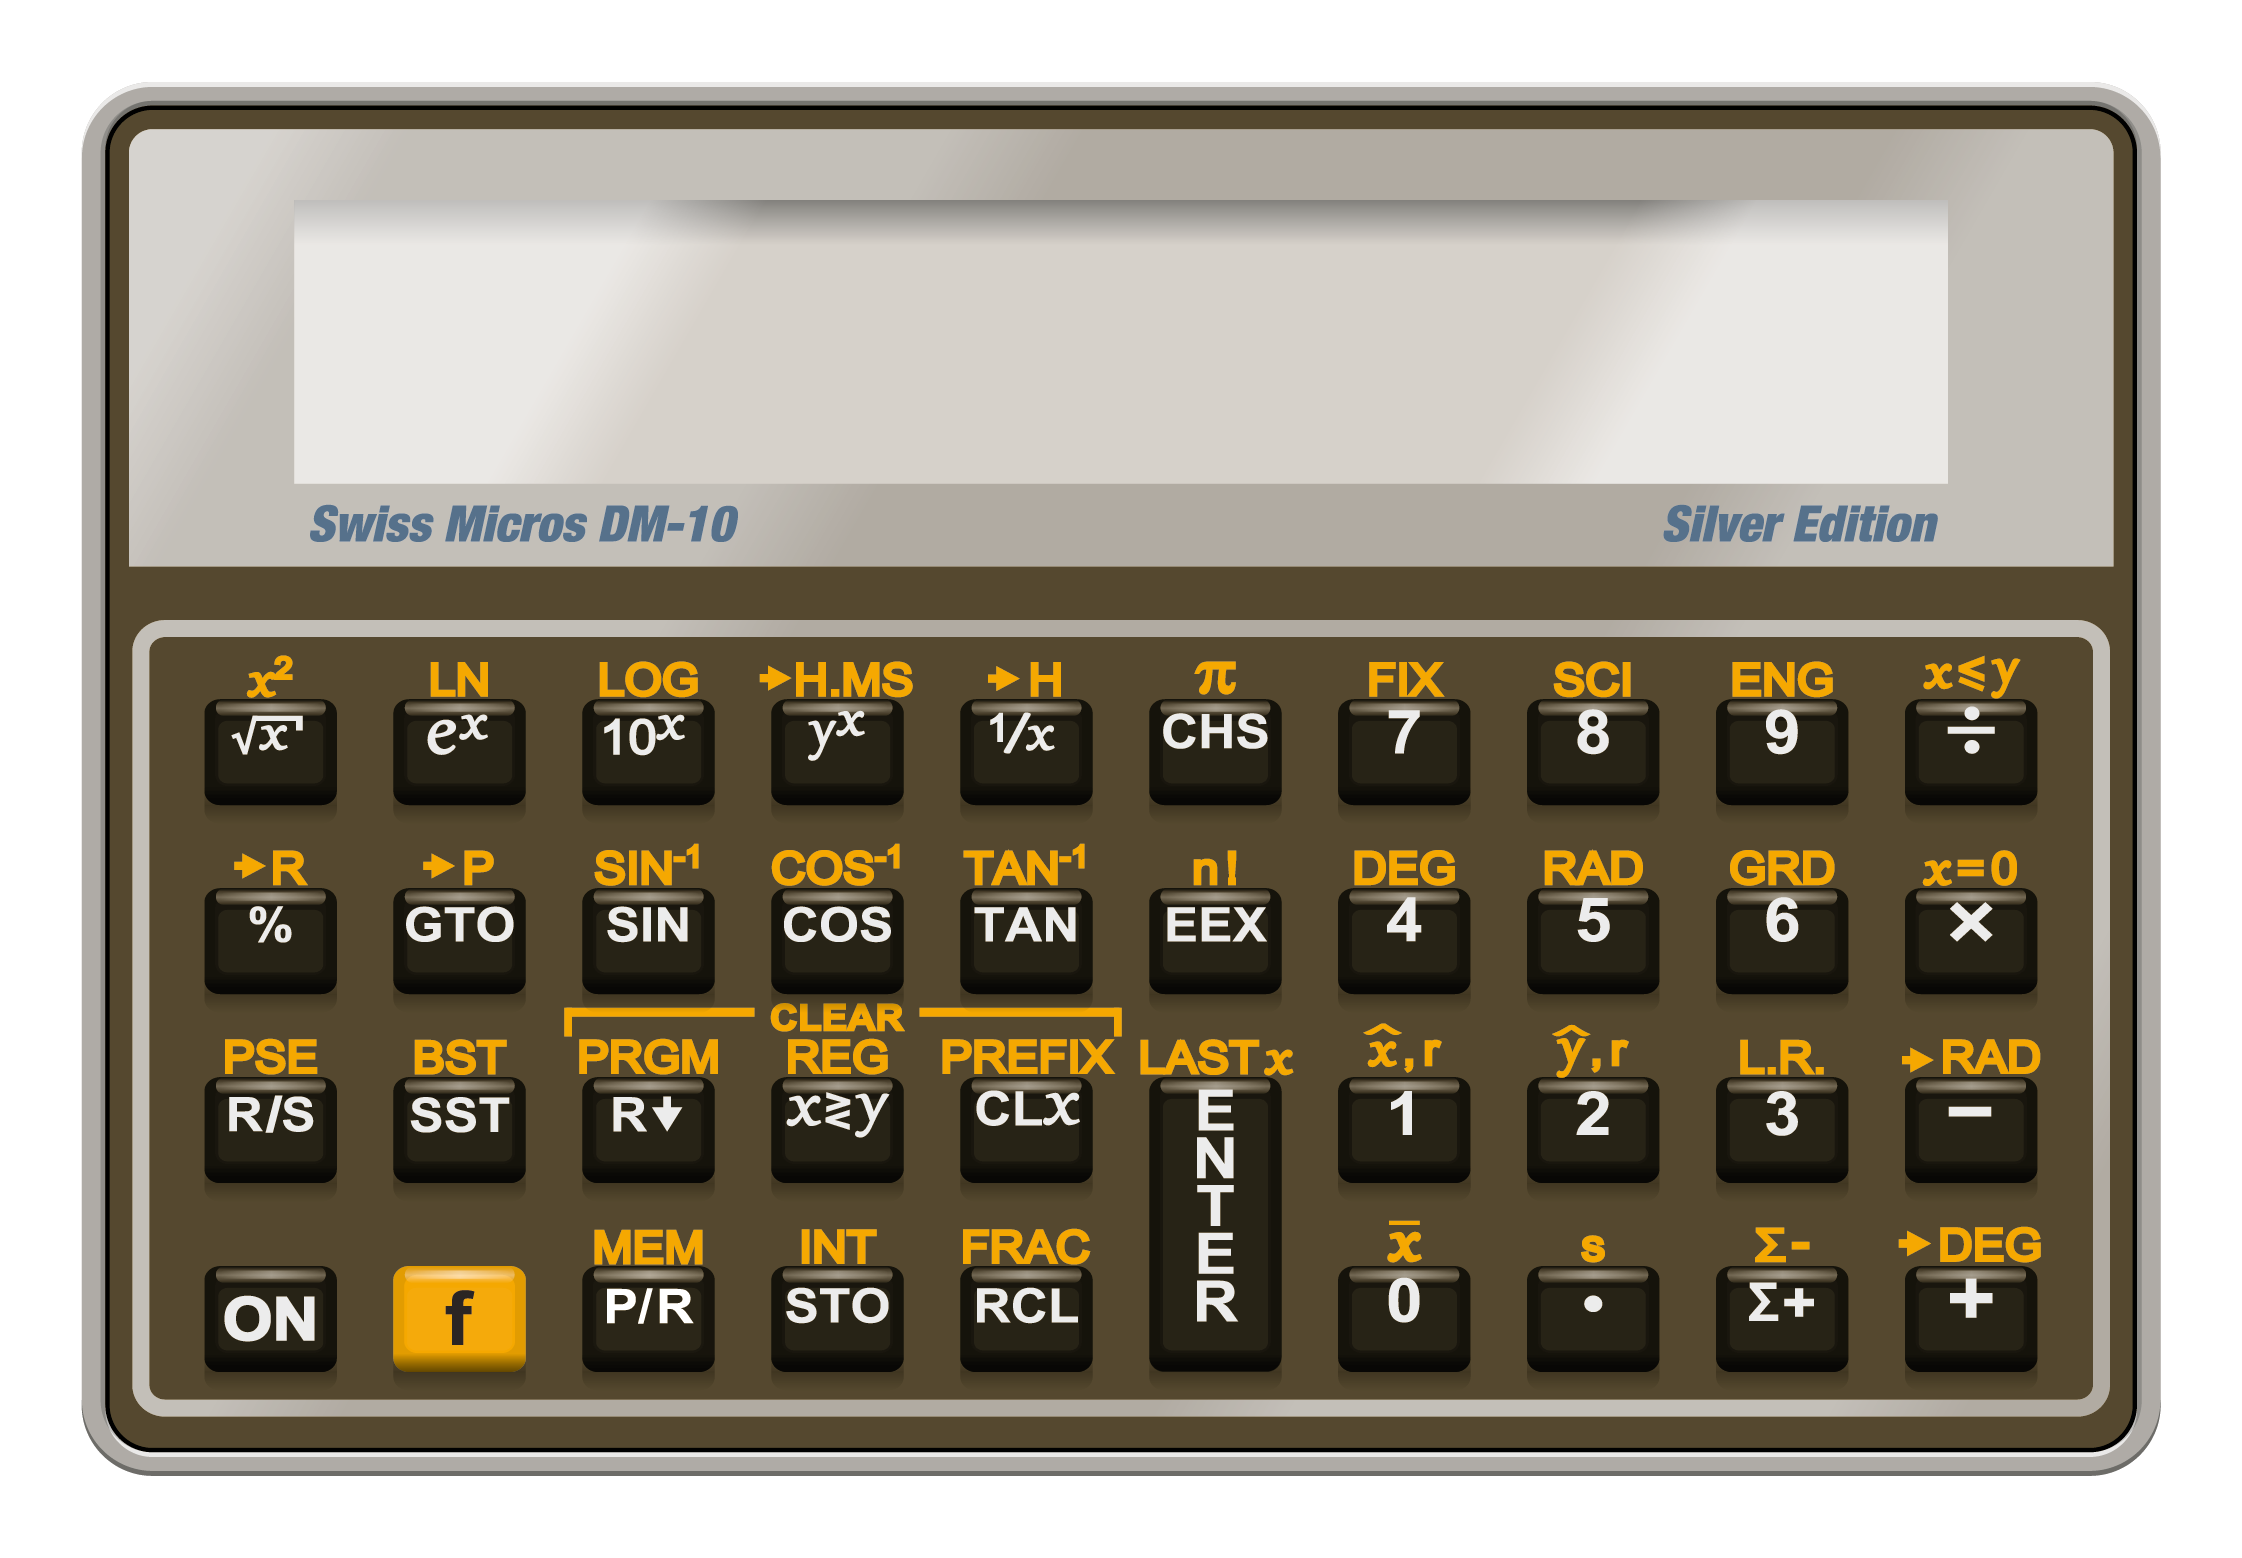 Swiss Micros DM-10 Silver Edition
x² LN LOG →H.MS →H π FIX SCI ENG x≤y
√x eˣ 10ˣ yˣ 1/x CHS 7 8 9 ÷
→R →P SIN⁻¹ COS⁻¹ TAN⁻¹ n! DEG RAD GRD x=0
% GTO SIN COS TAN EEX 4 5 6 ×
CLEAR
PSE BST PRGM REG PREFIX LAST x x̂,r ŷ,r L.R. →RAD
R/S SST R↓ x≷y CLx ENTER 1 2 3 −
MEM INT FRAC x̄ s Σ- →DEG
ON f P/R STO RCL 0 · Σ+ +